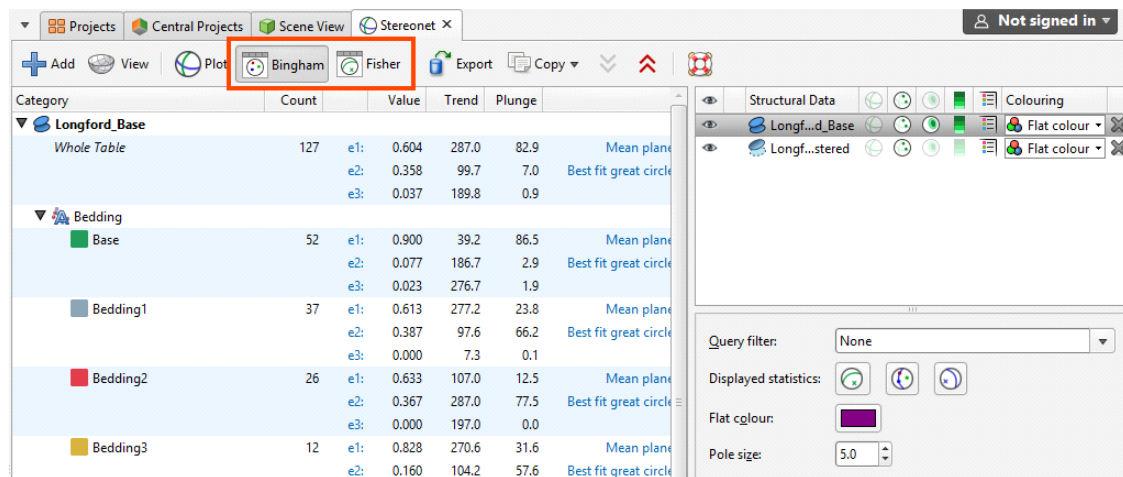 Projects Central Projects Scene View Stereonet × Not signed in
Add View Plot Bingham Fisher Export Copy
Category Count Value Trend Plunge
Longford_Base
Whole Table 127 e1: 0.604 287.0 82.9 Mean plane
e2: 0.358 99.7 7.0 Best fit great circle
e3: 0.037 189.8 0.9
Bedding
Base 52 e1: 0.900 39.2 86.5 Mean plane
e2: 0.077 186.7 2.9 Best fit great circle
e3: 0.023 276.7 1.9
Bedding1 37 e1: 0.613 277.2 23.8 Mean plane
e2: 0.387 97.6 66.2 Best fit great circle
e3: 0.000 7.3 0.1
Bedding2 26 e1: 0.633 107.0 12.5 Mean plane
e2: 0.367 287.0 77.5 Best fit great circle
e3: 0.000 197.0 0.0
Bedding3 12 e1: 0.828 270.6 31.6 Mean plane
e2: 0.160 104.2 57.6 Best fit great circle
Structural Data Colouring
Longf...d_Base Flat colour
Longf...stered Flat colour
Query filter: None
Displayed statistics:
Flat colour:
Pole size: 5.0